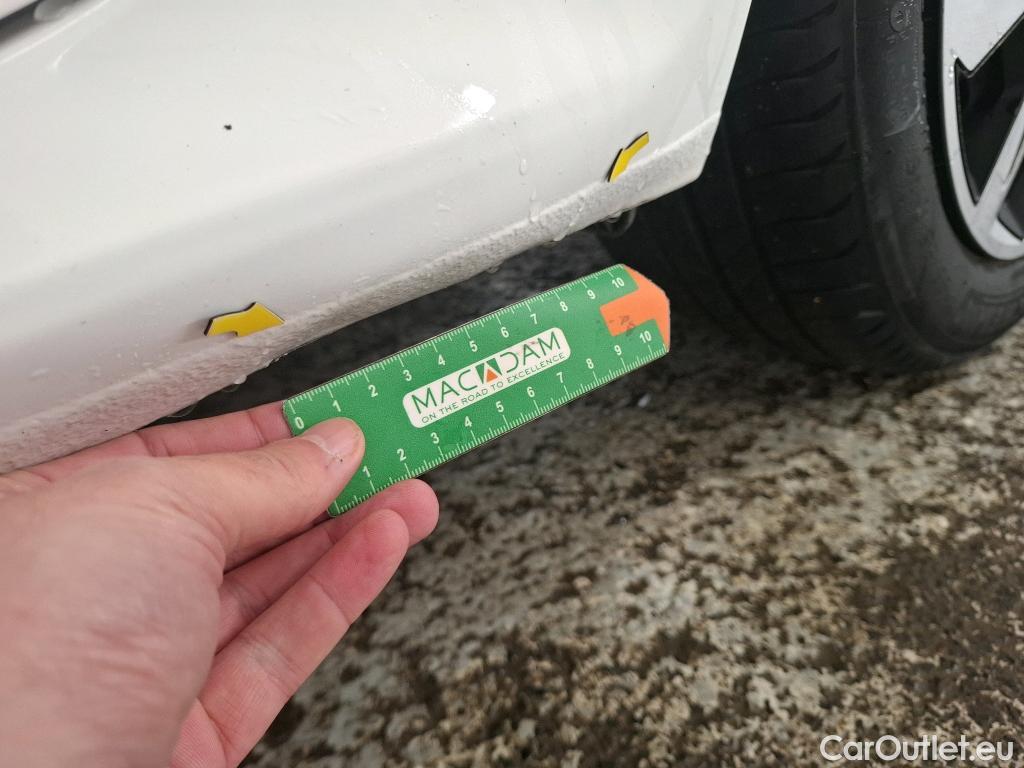 0 1 2 3 4 5 6 7 8 9 10
MACADAM
ON THE ROAD TO EXCELLENCE
1 2 3 4 5 6 7 8 9 10
CarOutlet.eu